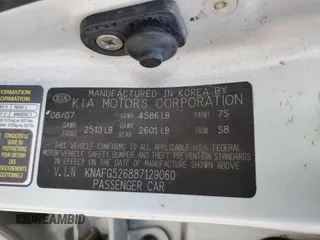 MANUFACTURED IN KOREA BY
KIA KIA MOTORS CORPORATION
08/07 GVWR 4586 LB PAINT 7S
GAWR GAWR
2513 LB 2601 LB TRIM S8
THIS VEHICLE CONFORMS TO ALL APPLICABLE
U.S. FEDERAL MOTOR VEHICLE SAFETY, BUMPER,
AND THEFT PREVENTION STANDARDS IN EFFECT
ON THE DATE OF MANUFACTURE SHOWN ABOVE.
V.I.N KNAFG526887129060
PASSENGER CAR
DREAMBID